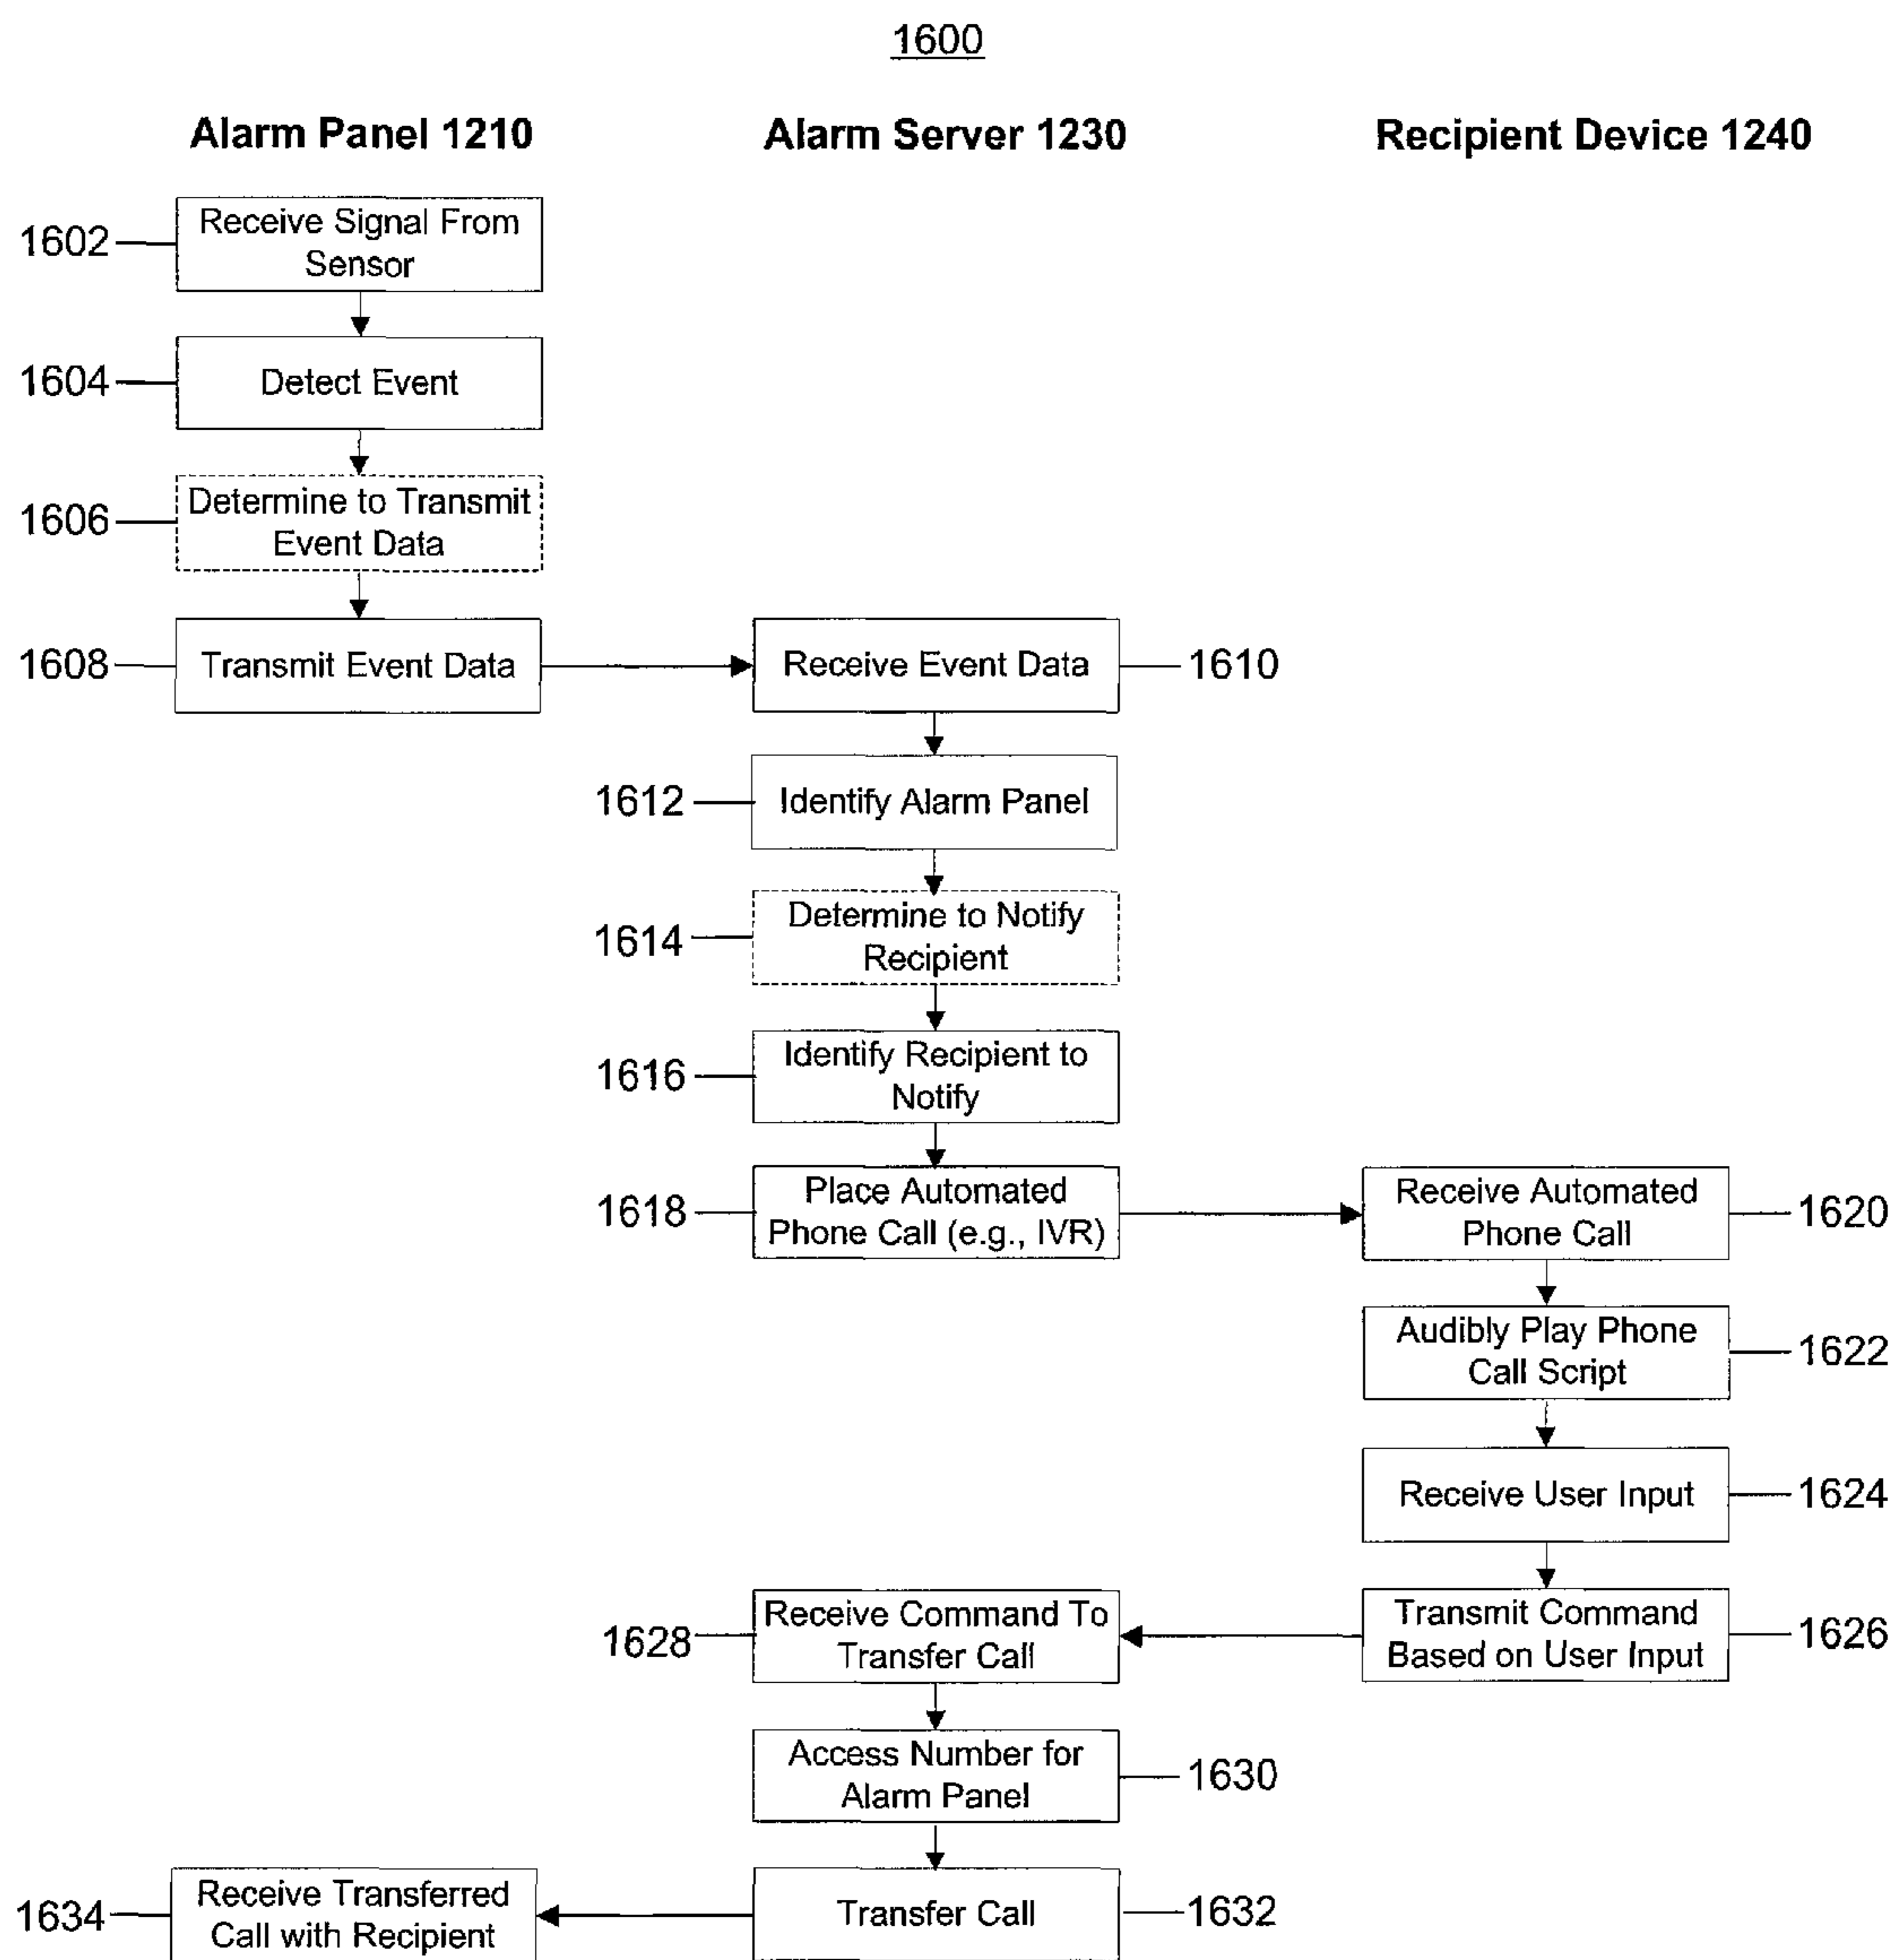 1600
Alarm Panel 1210
Alarm Server 1230
Recipient Device 1240
1602
Receive Signal From
Sensor
1604
Detect Event
1606
Determine to Transmit
Event Data
1608
Transmit Event Data
Receive Event Data
1610
1612
Identify Alarm Panel
1614
Determine to Notify
Recipient
1616
Identify Recipient to
Notify
1618
Place Automated
Phone Call (e.g., IVR)
Receive Automated
Phone Call
1620
Audibly Play Phone
Call Script
1622
Receive User Input
1624
1628
Receive Command To
Transfer Call
Transmit Command
Based on User Input
1626
Access Number for
Alarm Panel
1630
1634
Receive Transferred
Call with Recipient
Transfer Call
1632